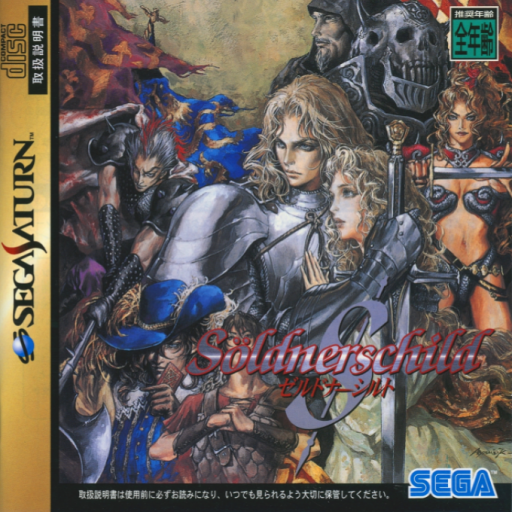 COMPACT
disc
取扱説明書
SEGA SATURN™
推奨年齢
全年齢
S
Söldnerschild
ゼルドナーシルト
取扱説明書は使用前に必ずお読みになり、いつでも見られるよう大切に保管してください。
SEGA